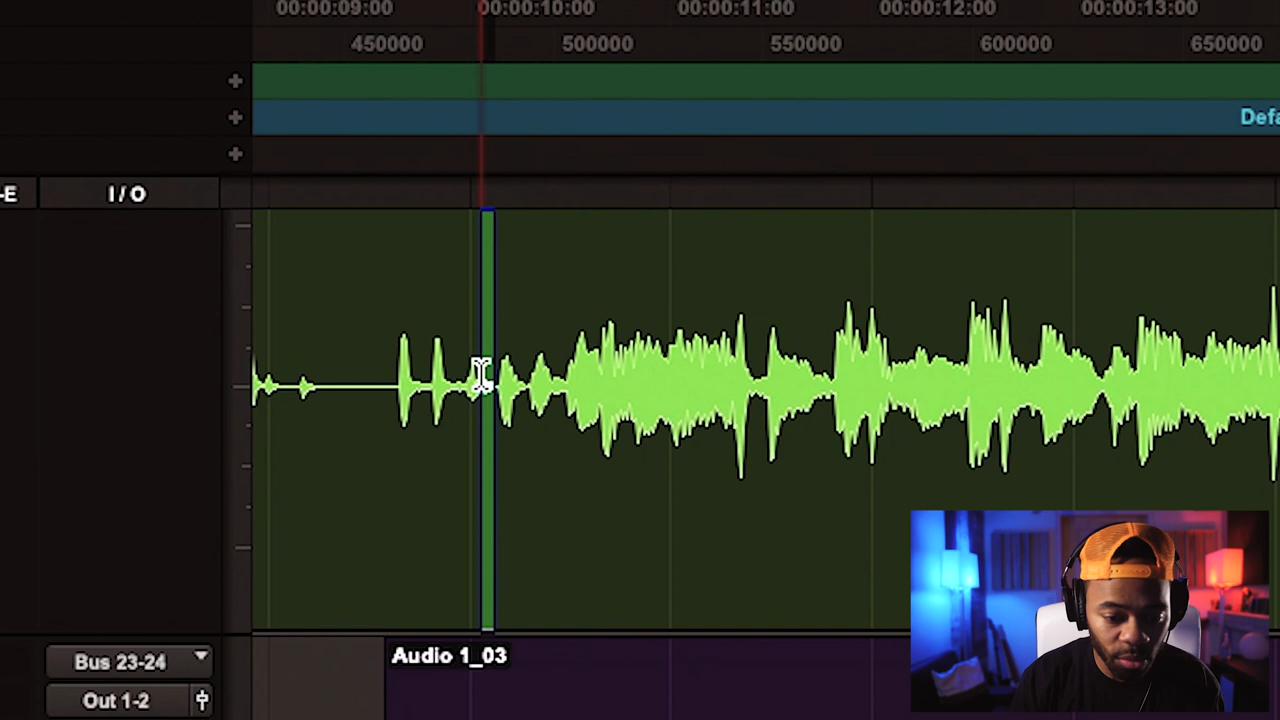 00:00:09:00 00:00:10:00 00:00:11:00 00:00:12:00 00:00:13:00
450000 500000 550000 600000 650000
Defa
-E I / O
Audio 1_03
Bus 23-24
Out 1-2